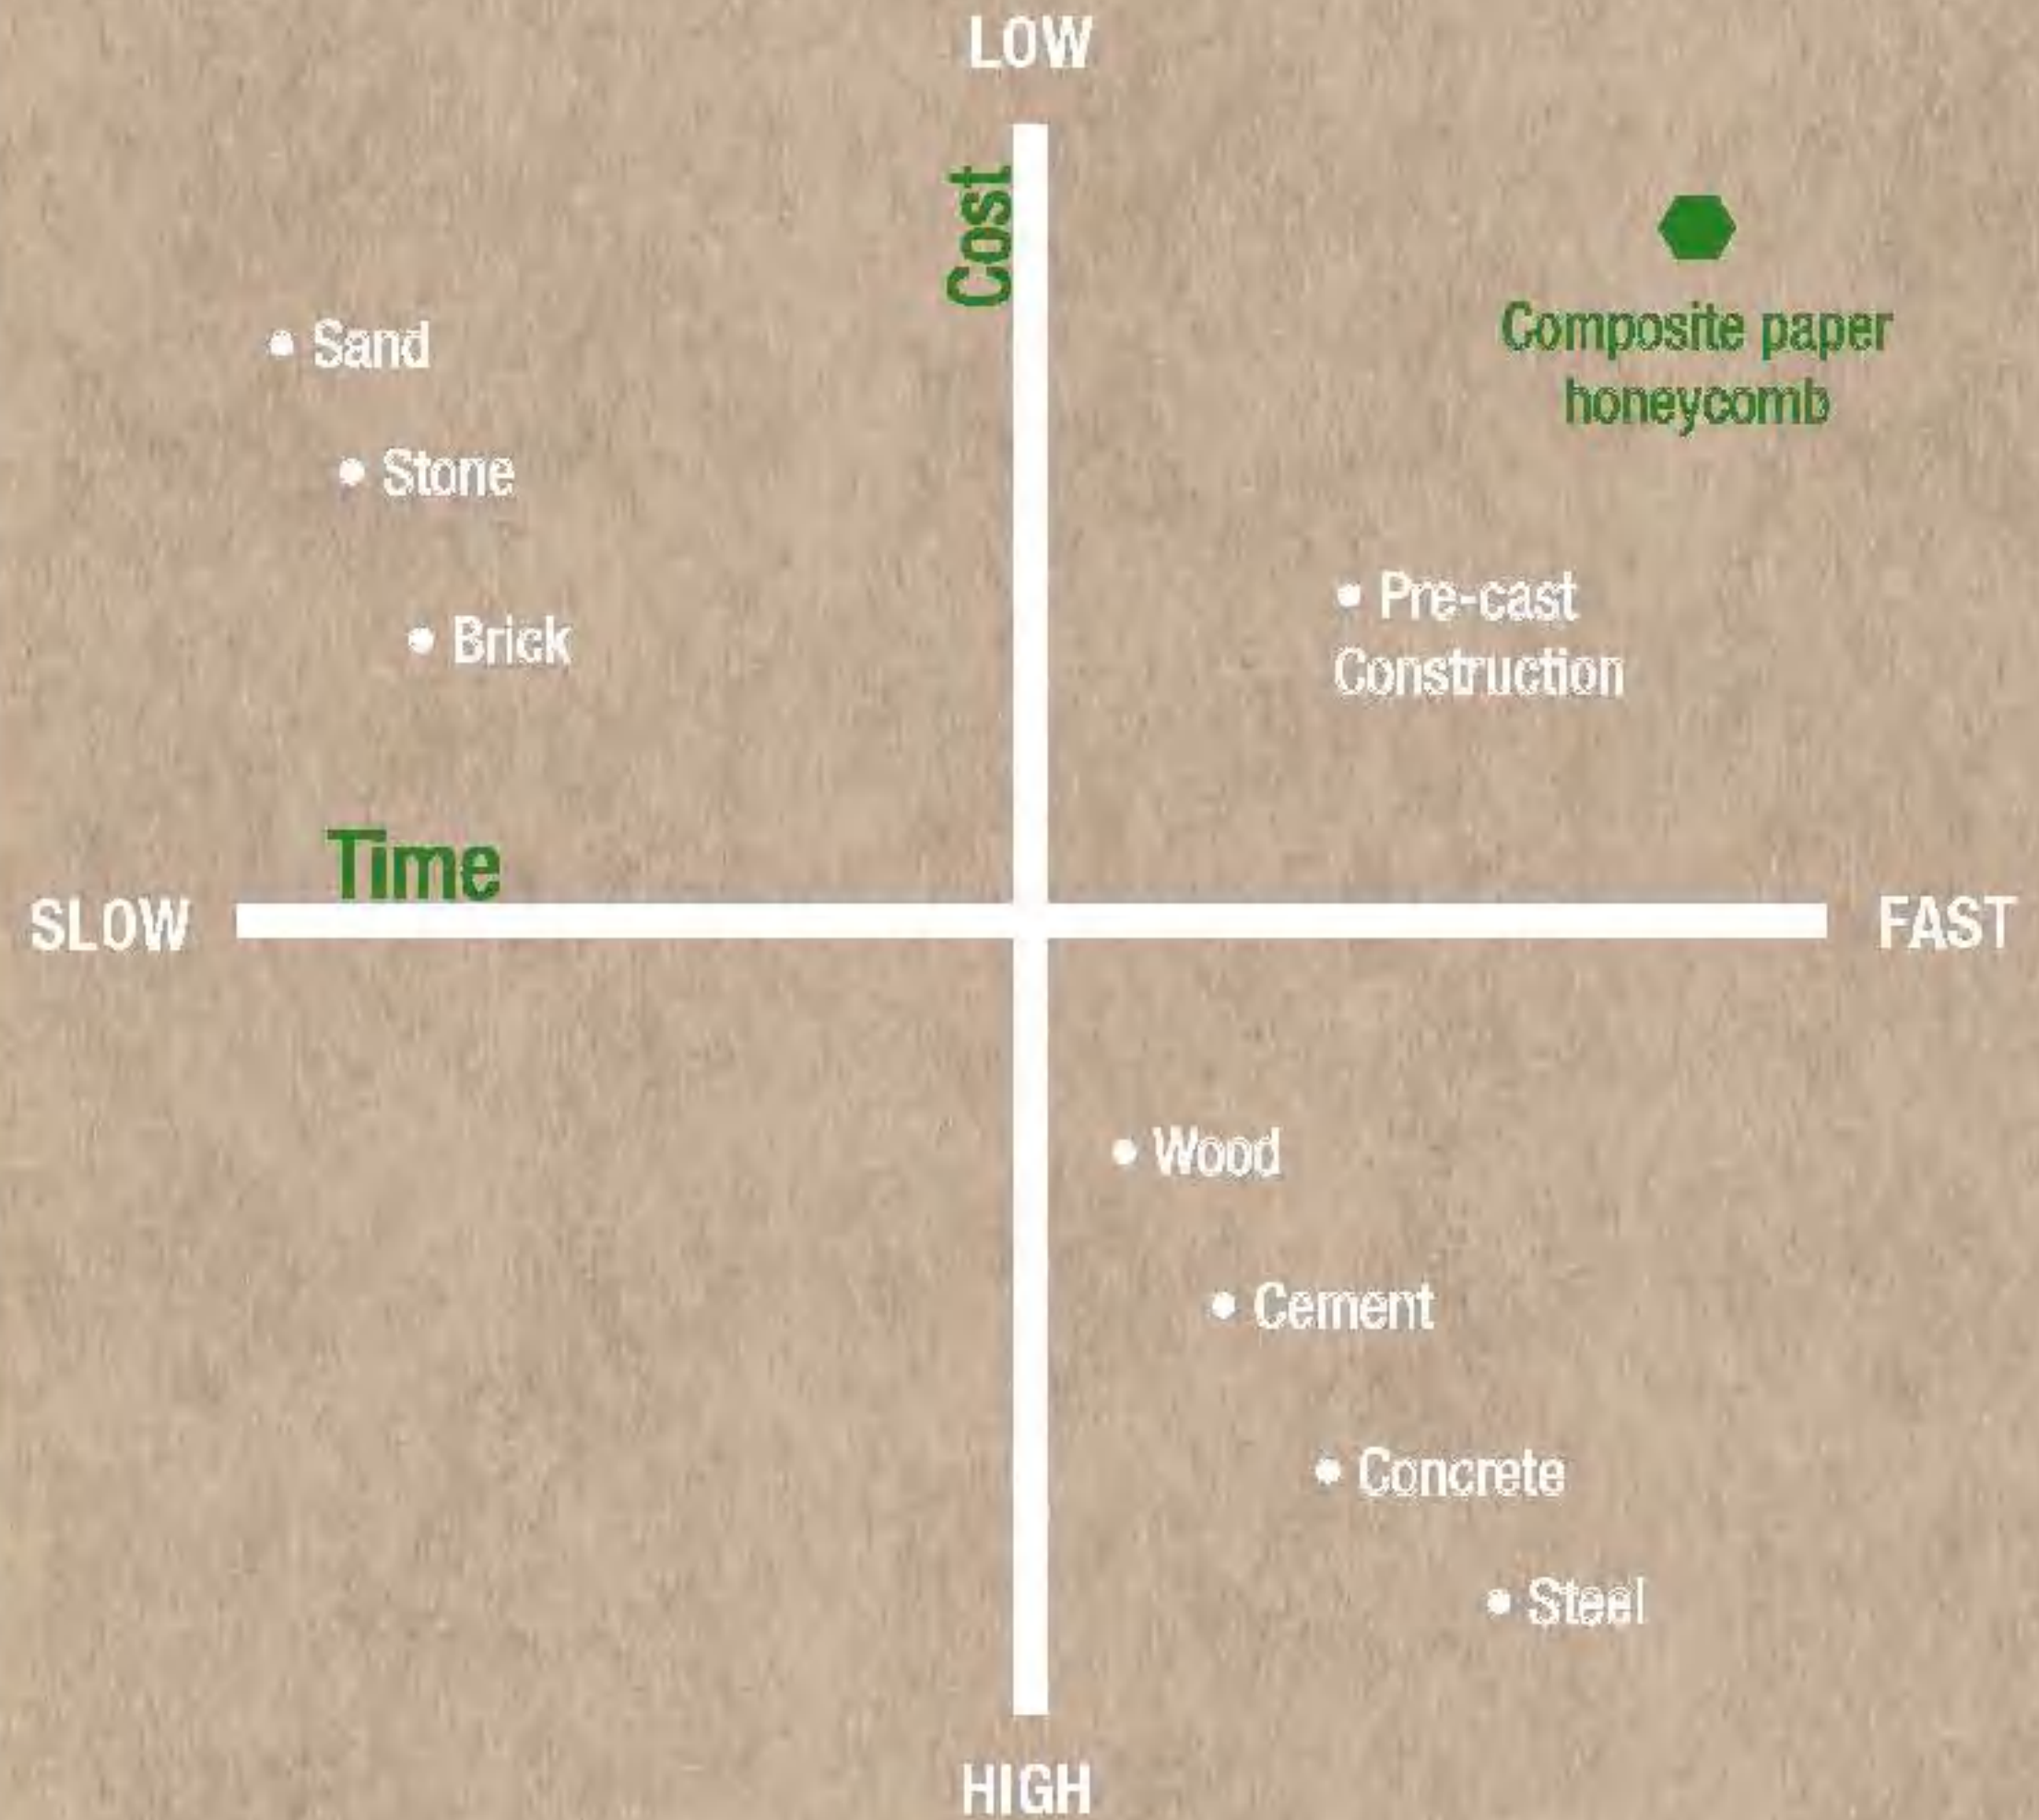 LOW
Cost
Sand
Composite paper
honeycomb
Stone
Pre-cast
Construction
Brick
Time
SLOW
FAST
Wood
Cement
Concrete
Steel
HIGH